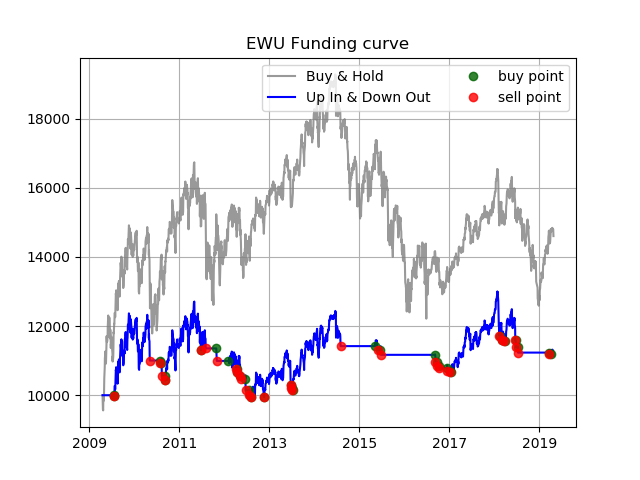 EWU Funding curve
Buy & Hold
Up In & Down Out
buy point
sell point
18000
16000
14000
12000
10000
2009 2011 2013 2015 2017 2019